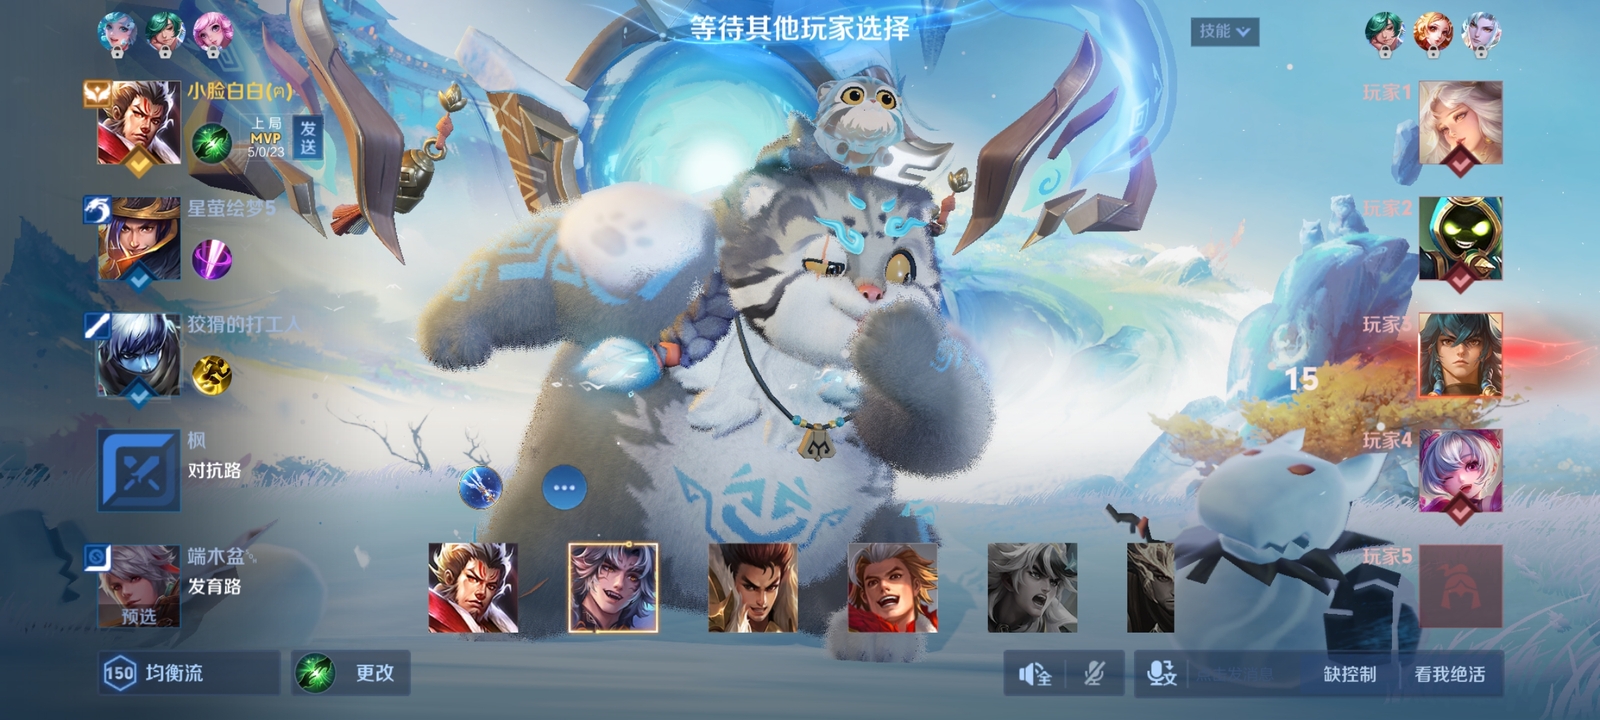 等待其他玩家选择
技能
小脸白白(ฅ)
上局
MVP
5/0/23
发送
星萤绘梦5
狡猾的打工人
枫
对抗路
端木盆
发育路
预选
玩家1
玩家2
玩家3
15
玩家4
玩家5
150 均衡流
更改
全
文
缺控制
看我绝活